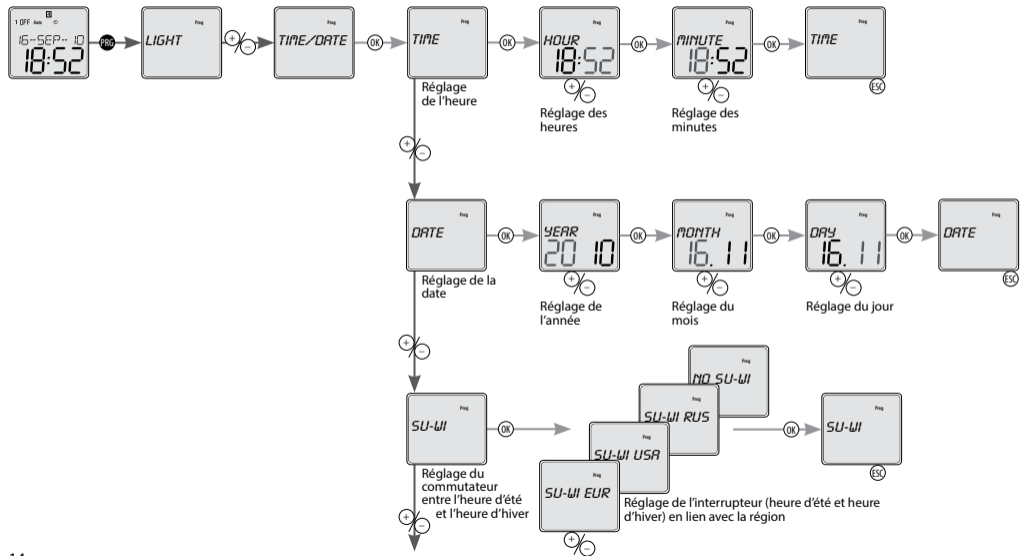 1 OFF Auto
16--SEP--10
18:52
PRG
Prog
LIGHT
+/−
Prog
TIME/DATE
OK
Prog
TIME
OK
Prog
HOUR
18:52
OK
Prog
MINUTE
18:52
OK
Prog
TIME
ESC
+/−
+/−
Réglage
de l'heure
Réglage des
heures
Réglage des
minutes
+/−
Prog
DATE
OK
Prog
YEAR
20 10
OK
Prog
MONTH
16. 11
OK
Prog
DAY
16. 11
OK
Prog
DATE
ESC
+/−
+/−
+/−
Réglage de la
date
Réglage de
l'année
Réglage du
mois
Réglage du jour
+/−
Prog
SU-WI
OK
Prog
NO SU-WI
Prog
SU-WI RUS
Prog
SU-WI USA
Prog
SU-WI EUR
OK
Prog
SU-WI
ESC
Réglage du
commutateur
entre l'heure d'été
et l'heure d'hiver
+/−
Réglage de l'interrupteur (heure d'été et heure
d'hiver) en lien avec la région
+/−